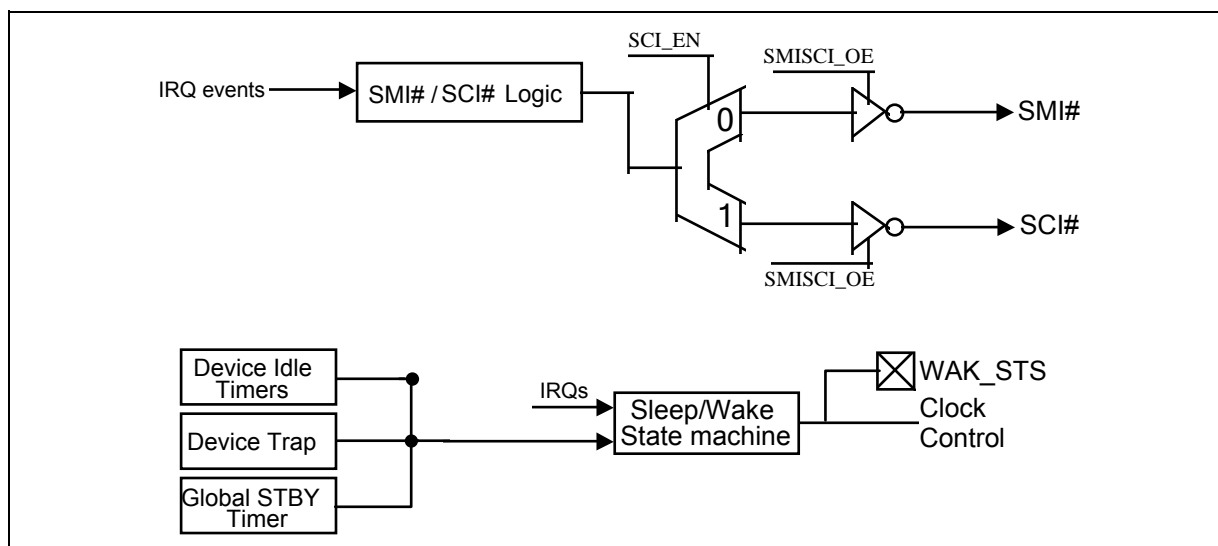 SCI_EN
SMISCI_OE
IRQ events
SMI# / SCI# Logic
0
SMI#
1
SCI#
SMISCI_OE
Device Idle
Timers
Device Trap
Global STBY
Timer
IRQs
Sleep/Wake
State machine
WAK_STS
Clock
Control